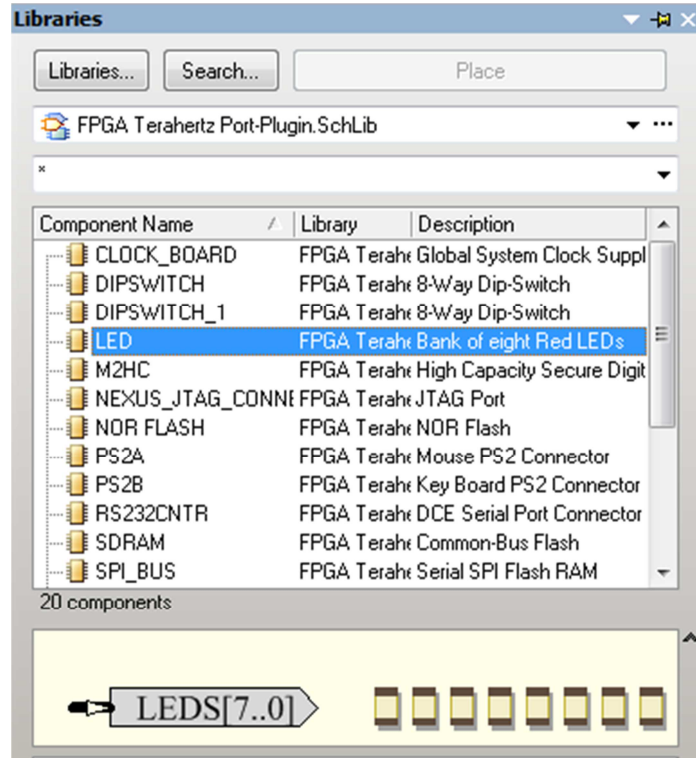 Libraries
Libraries... Search... Place
FPGA Terahertz Port-Plugin.SchLib ...
*
Component Name Library Description
CLOCK_BOARD FPGA Terahe Global System Clock Suppl
DIPSWITCH FPGA Terahe 8-Way Dip-Switch
DIPSWITCH_1 FPGA Terahe 8-Way Dip-Switch
LED FPGA Terahe Bank of eight Red LEDs
M2HC FPGA Terahe High Capacity Secure Digit
NEXUS_JTAG_CONNE FPGA Terahe JTAG Port
NOR FLASH FPGA Terahe NOR Flash
PS2A FPGA Terahe Mouse PS2 Connector
PS2B FPGA Terahe Key Board PS2 Connector
RS232CNTR FPGA Terahe DCE Serial Port Connector
SDRAM FPGA Terahe Common-Bus Flash
SPI_BUS FPGA Terahe Serial SPI Flash RAM
20 components
LEDS[7..0]